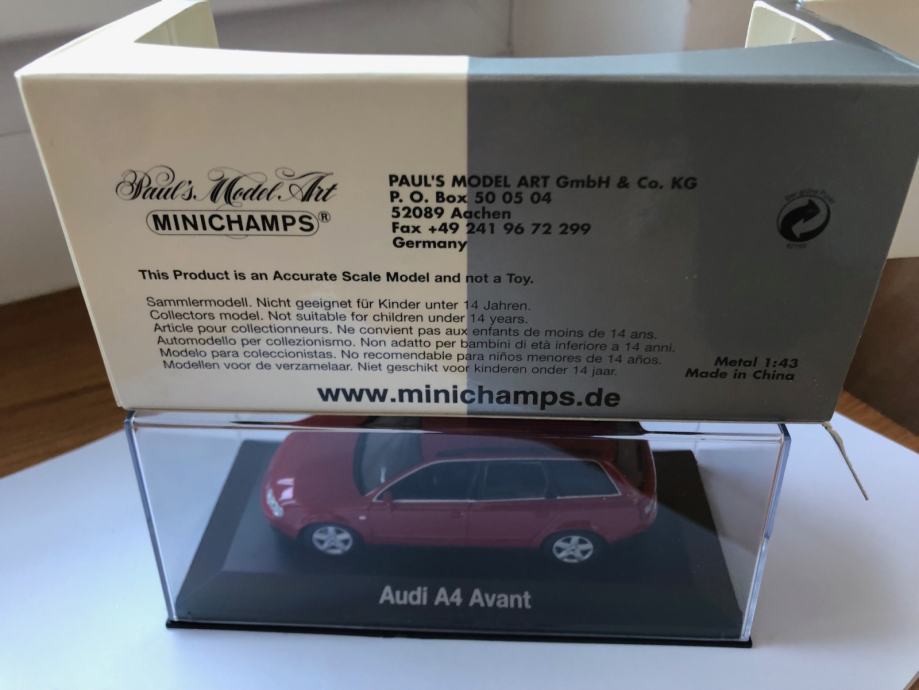 Paul's Model Art
MINICHAMPS®
PAUL'S MODEL ART GmbH & Co. KG
P. O. Box 50 05 04
52089 Aachen
Fax +49 241 96 72 299
Germany
Der Grüne Punkt
This Product is an Accurate Scale Model and not a Toy.
Sammlermodell. Nicht geeignet für Kinder unter 14 Jahren.
Collectors model. Not suitable for children under 14 years.
Article pour collectionneurs. Ne convient pas aux enfants de moins de 14 ans.
Automodello per collezionismo. Non adatto per bambini di età inferiore a 14 anni.
Modelo para coleccionistas. No recomendable para niños menores de 14 años.
Modellen voor de verzamelaar. Niet geschikt voor kinderen onder 14 jaar.
Metal 1:43
Made in China
www.minichamps.de
Audi A4 Avant